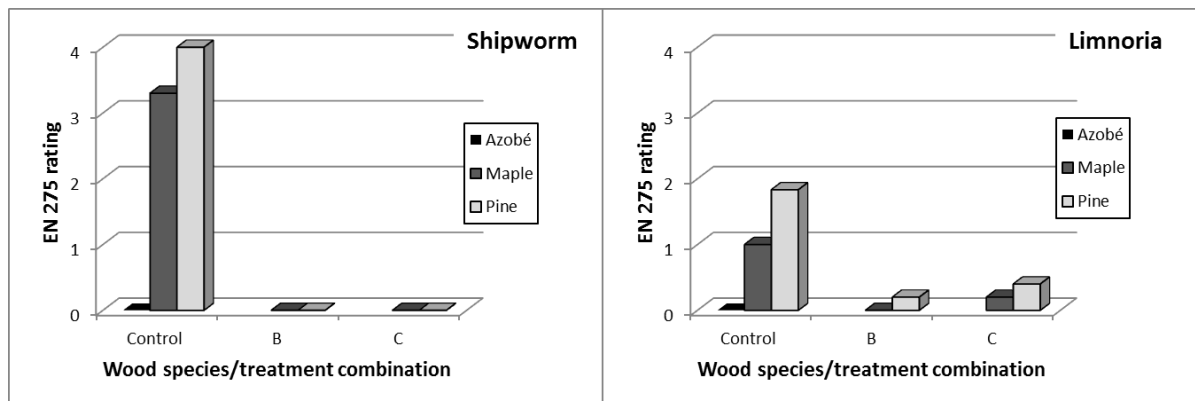 Shipworm
4
3
2
1
0
EN 275 rating
Azobé
Maple
Pine
Control B C
Wood species/treatment combination
Limnoria
4
3
2
1
0
EN 275 rating
Azobé
Maple
Pine
Control B C
Wood species/treatment combination